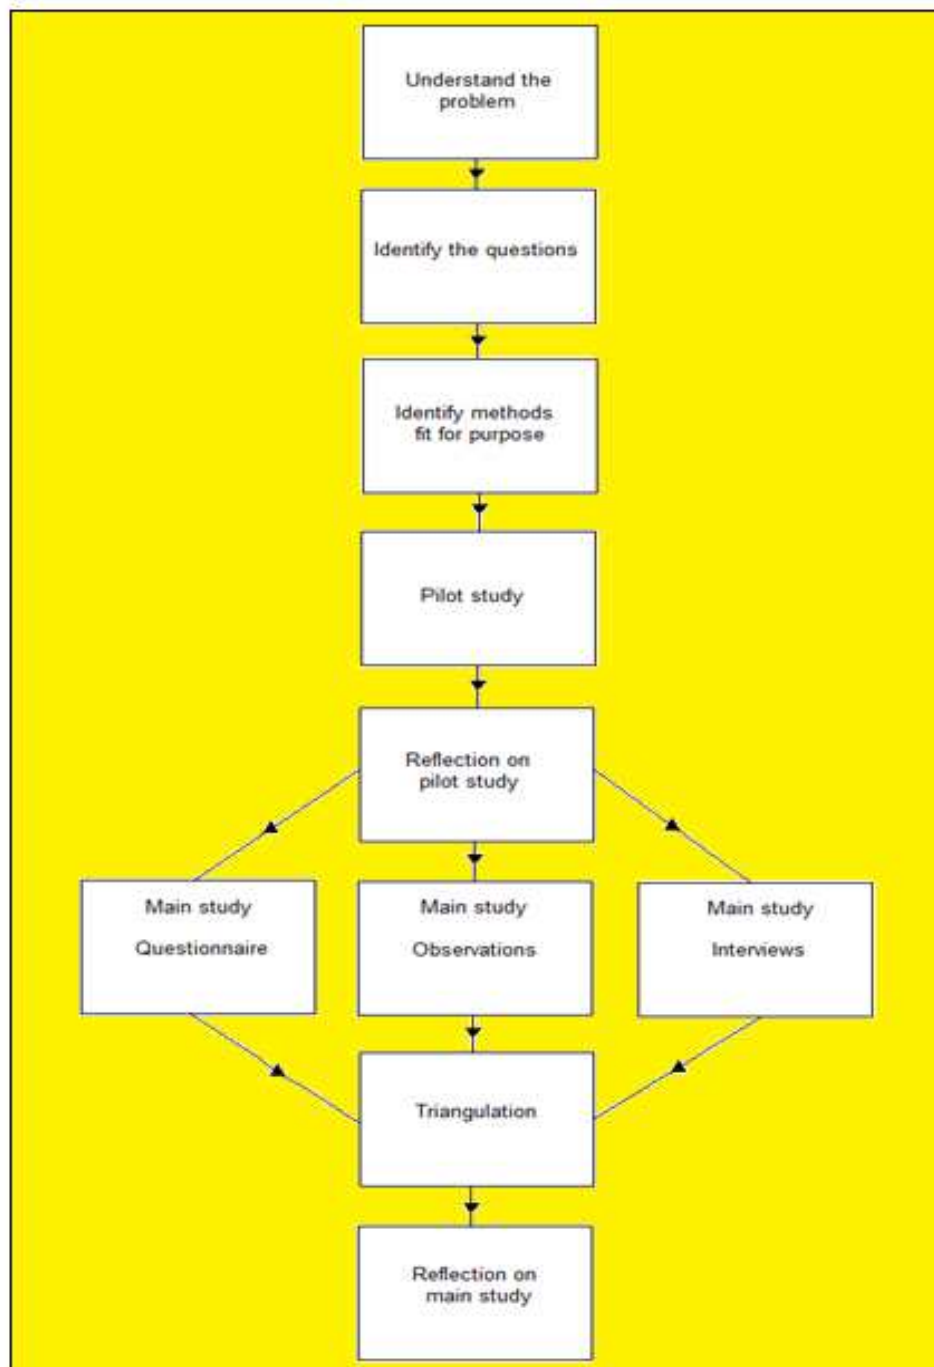 Understand the
problem
Identify the questions
Identify methods
fit for purpose
Pilot study
Reflection on
pilot study
Main study
Questionnaire
Main study
Observations
Main study
Interviews
Triangulation
Reflection on
main study